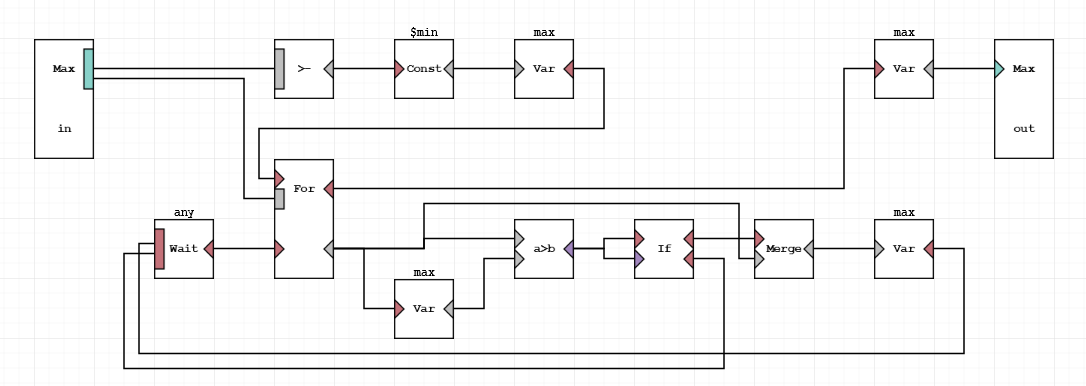 $min
max
max
Max
>-
Const
Var
Var
Max
in
out
For
any
max
Wait
a>b
If
Merge
Var
max
Var